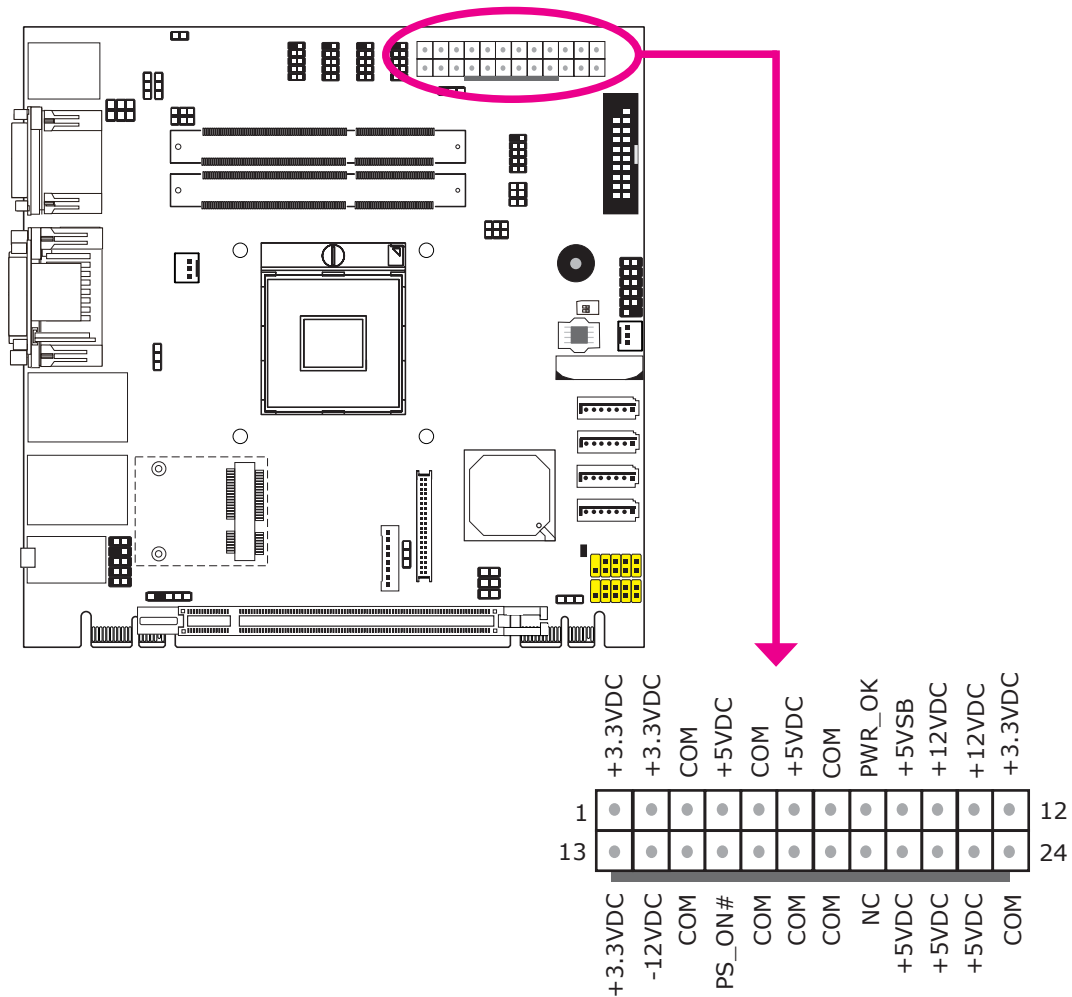 +3.3VDC
+3.3VDC
COM
+5VDC
COM
+5VDC
COM
PWR_OK
+5VSB
+12VDC
+12VDC
+3.3VDC
1
12
13
24
+3.3VDC
-12VDC
COM
PS_ON#
COM
COM
COM
NC
+5VDC
+5VDC
+5VDC
COM